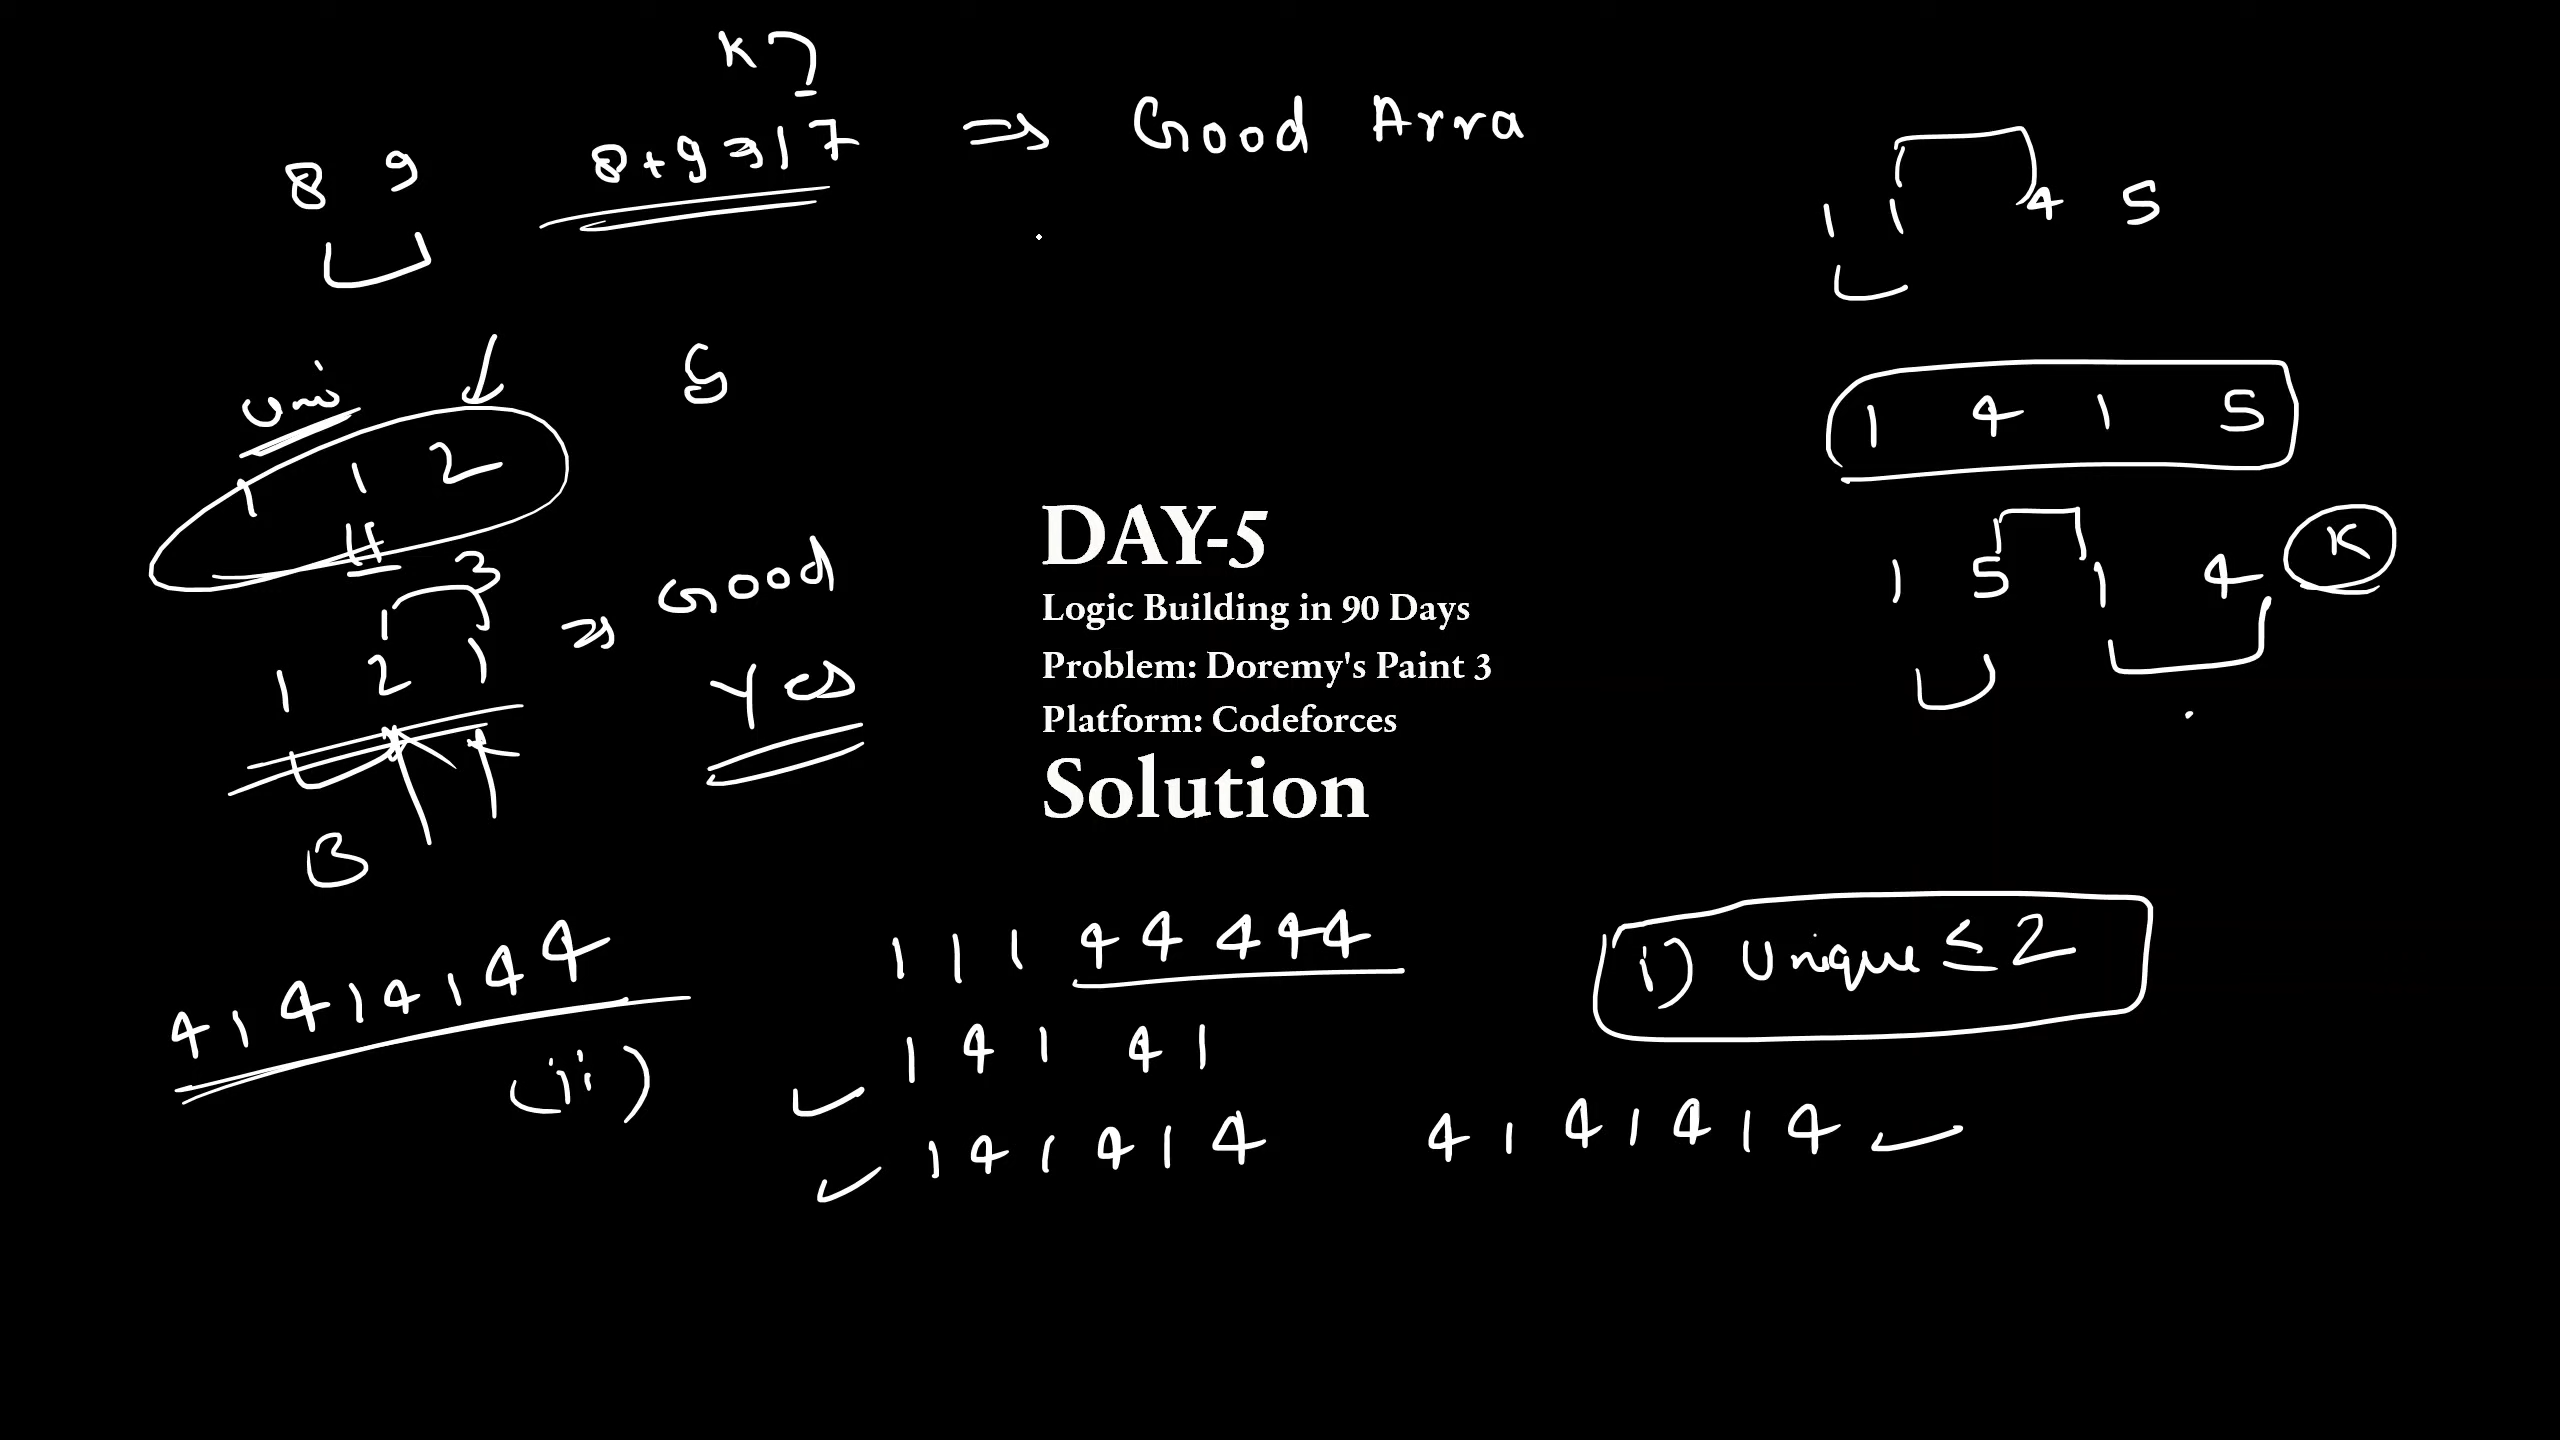 K ?
8 9 8+9=17 => Good Arra
1 1 4 5
5
Uni
1 1 2
1 4 1 5
3
1 2 1 => Good
Yes
3
1 5 1 4 K
DAY-5
Logic Building in 90 Days
Problem: Doremy's Paint 3
Platform: Codeforces
Solution
4 1 4 1 4 1 4 4
(ii)
1 1 1 4 4 4 4 4
1 4 1 4 1
1 4 1 4 1 4
i) Unique ≤ 2
4 1 4 1 4 1 4